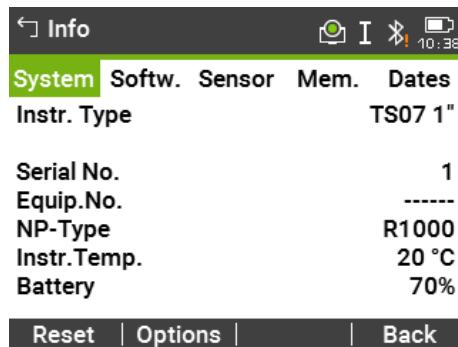 Info I 10:38
System Softw. Sensor Mem. Dates
Instr. Type TS07 1"
Serial No. 1
Equip.No. ------
NP-Type R1000
Instr.Temp. 20 °C
Battery 70%
Reset | Options | | Back